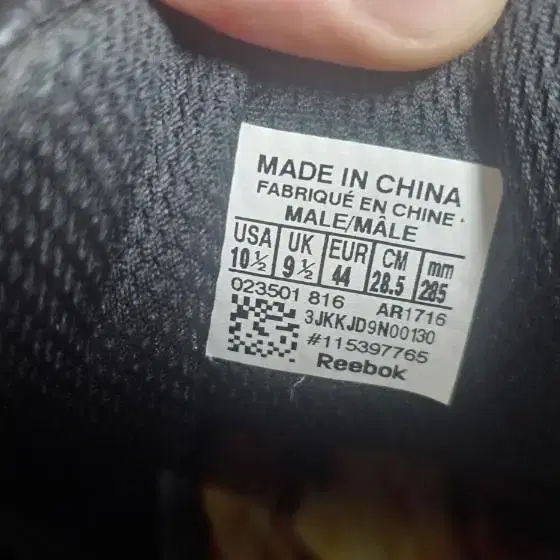 MADE IN CHINA
FABRIQUÉ EN CHINE
MALE/MÂLE
USA UK EUR CM mm
10½ 9½ 44 28.5 285
023501 816 AR1716
3JKKJD9N00130
#115397765
Reebok